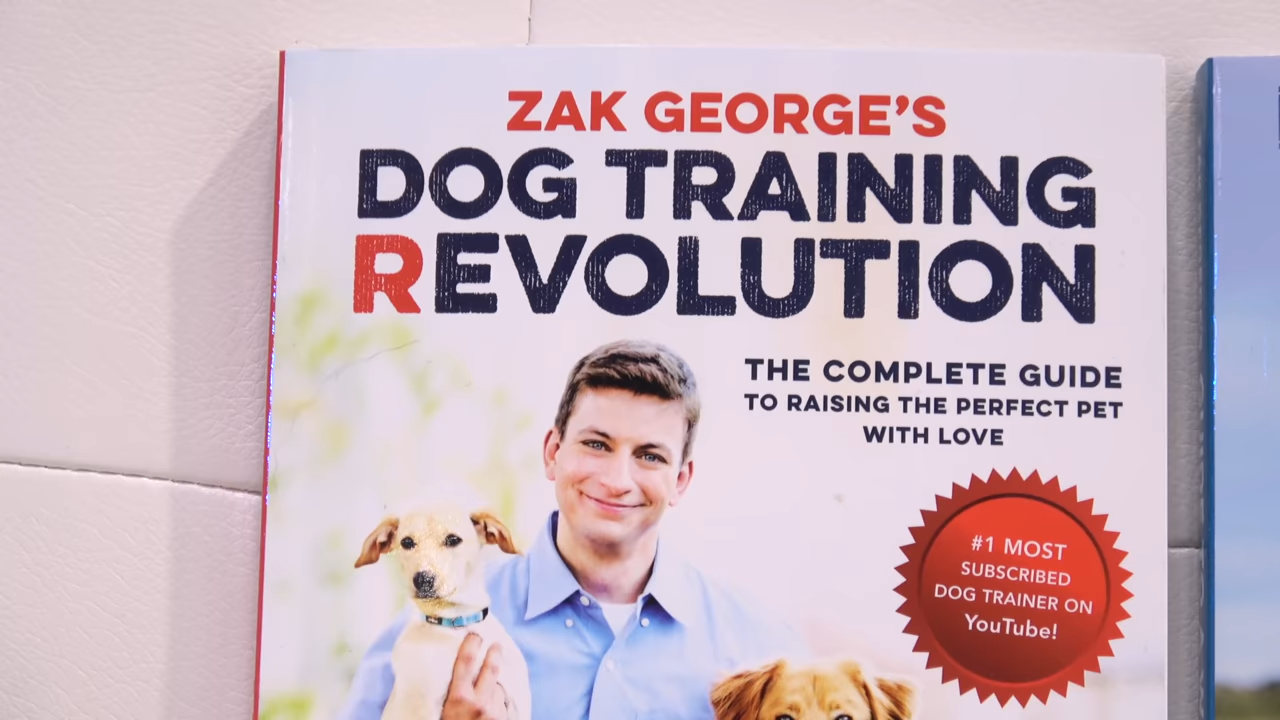 ZAK GEORGE'S
DOG TRAINING
REVOLUTION
THE COMPLETE GUIDE
TO RAISING THE PERFECT PET
WITH LOVE
#1 MOST
SUBSCRIBED
DOG TRAINER ON
YouTube!